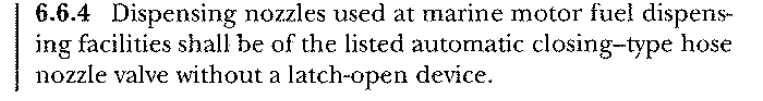 6.6.4 Dispensing nozzles used at marine motor fuel dispens-
ing facilities shall be of the listed automatic closing–type hose
nozzle valve without a latch-open device.